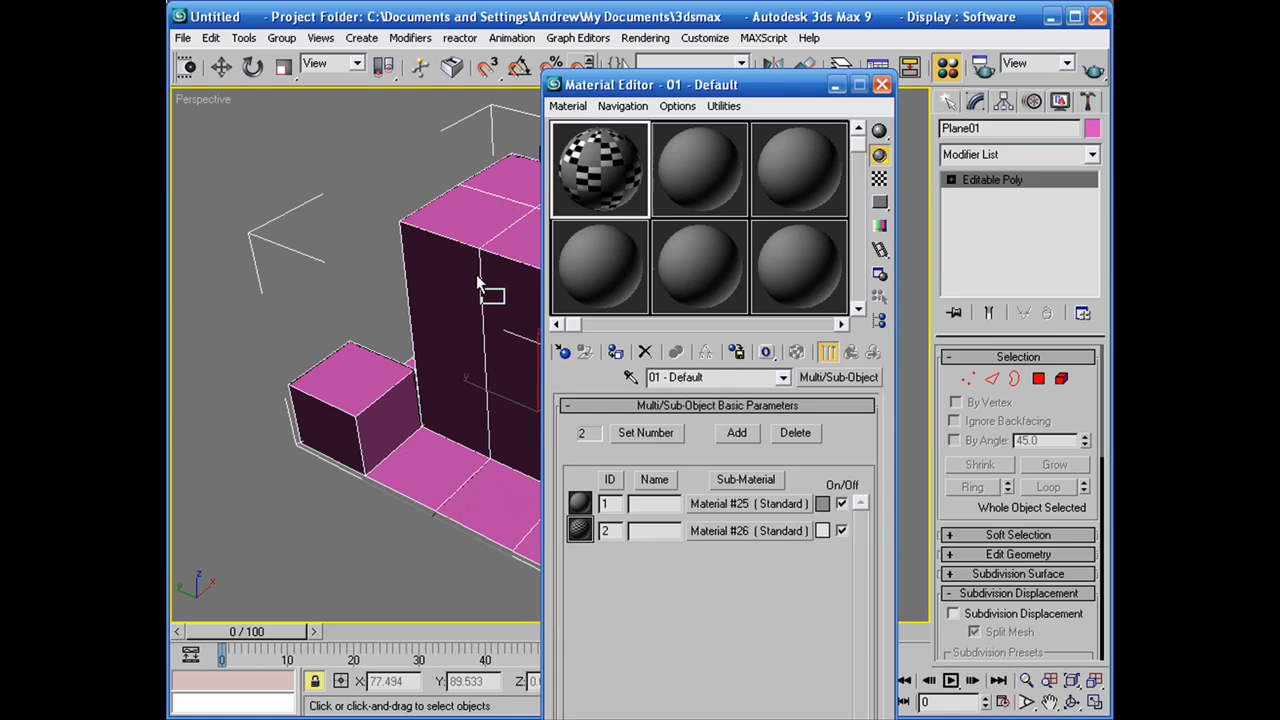 Untitled - Project Folder: C:\Documents and Settings\Andrew\My Documents\3dsmax - Autodesk 3ds Max 9 - Display : Software
File Edit Tools Group Views Create Modifiers reactor Animation Graph Editors Rendering Customize MAXScript Help
View
View
Perspective
Material Editor - 01 - Default
Material Navigation Options Utilities
01 - Default
Multi/Sub-Object
- Multi/Sub-Object Basic Parameters
2 Set Number Add Delete
ID Name Sub-Material On/Off
1 Material #25 ( Standard )
2 Material #26 ( Standard )
Plane01
Modifier List
Editable Poly
- Selection
By Vertex
Ignore Backfacing
By Angle: 45.0
Shrink Grow
Ring Loop
Whole Object Selected
+ Soft Selection
+ Edit Geometry
+ Subdivision Surface
- Subdivision Displacement
Subdivision Displacement
Split Mesh
Subdivision Presets
z
x
y
y
0 / 100
0 10 20 30 40
X: 77.494 Y: 89.533 Z:
Click or click-and-drag to select objects
0